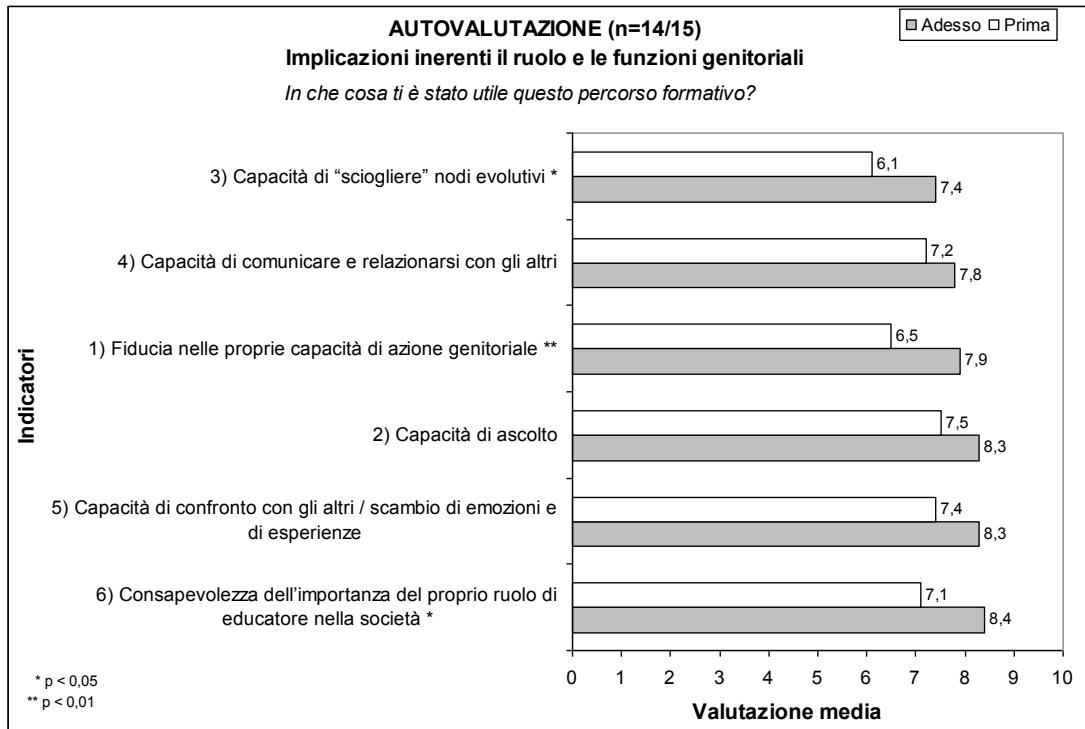 AUTOVALUTAZIONE (n=14/15)
Implicazioni inerenti il ruolo e le funzioni genitoriali
In che cosa ti è stato utile questo percorso formativo?
Adesso Prima
Indicatori
3) Capacità di “sciogliere” nodi evolutivi *
6,1
7,4
4) Capacità di comunicare e relazionarsi con gli altri
7,2
7,8
1) Fiducia nelle proprie capacità di azione genitoriale **
6,5
7,9
2) Capacità di ascolto
7,5
8,3
5) Capacità di confronto con gli altri / scambio di emozioni e
di esperienze
7,4
8,3
6) Consapevolezza dell’importanza del proprio ruolo di
educatore nella società *
7,1
8,4
0 1 2 3 4 5 6 7 8 9 10
Valutazione media
* p < 0,05
** p < 0,01